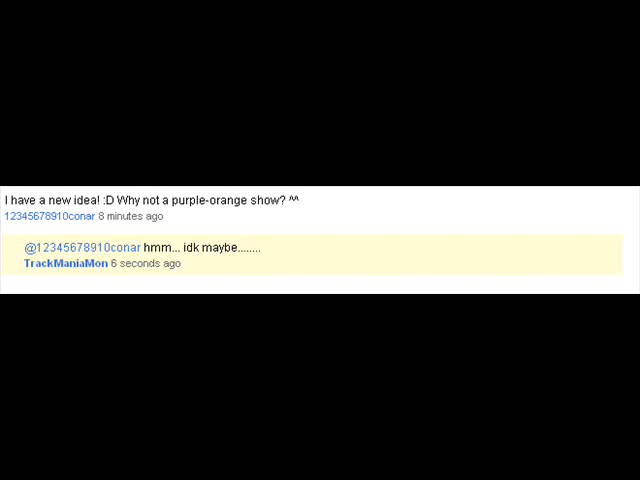 I have a new idea! :D Why not a purple-orange show? ^^
12345678910conar 8 minutes ago
@12345678910conar hmm... idk maybe........
TrackManiaMon 6 seconds ago